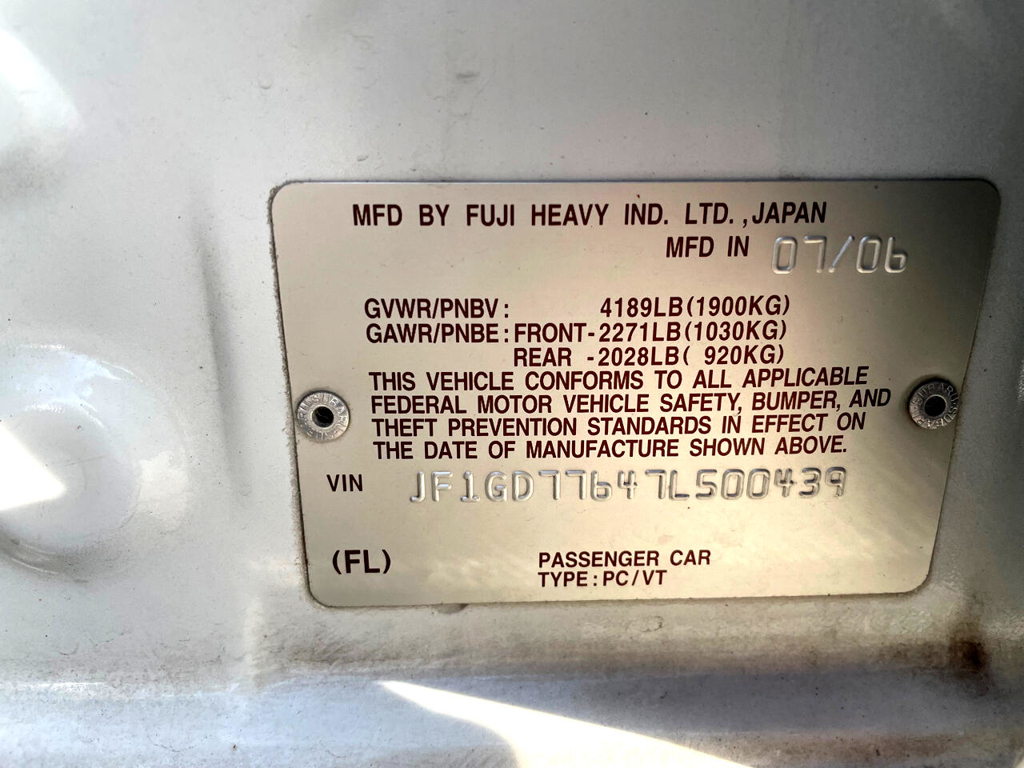 MFD BY FUJI HEAVY IND. LTD., JAPAN
MFD IN 07/06
GVWR/PNBV: 4189LB(1900KG)
GAWR/PNBE: FRONT-2271LB(1030KG)
REAR -2028LB( 920KG)
THIS VEHICLE CONFORMS TO ALL APPLICABLE
FEDERAL MOTOR VEHICLE SAFETY, BUMPER, AND
THEFT PREVENTION STANDARDS IN EFFECT ON
THE DATE OF MANUFACTURE SHOWN ABOVE.
VIN JF1GD77647L500439
(FL) PASSENGER CAR
TYPE: PC/VT